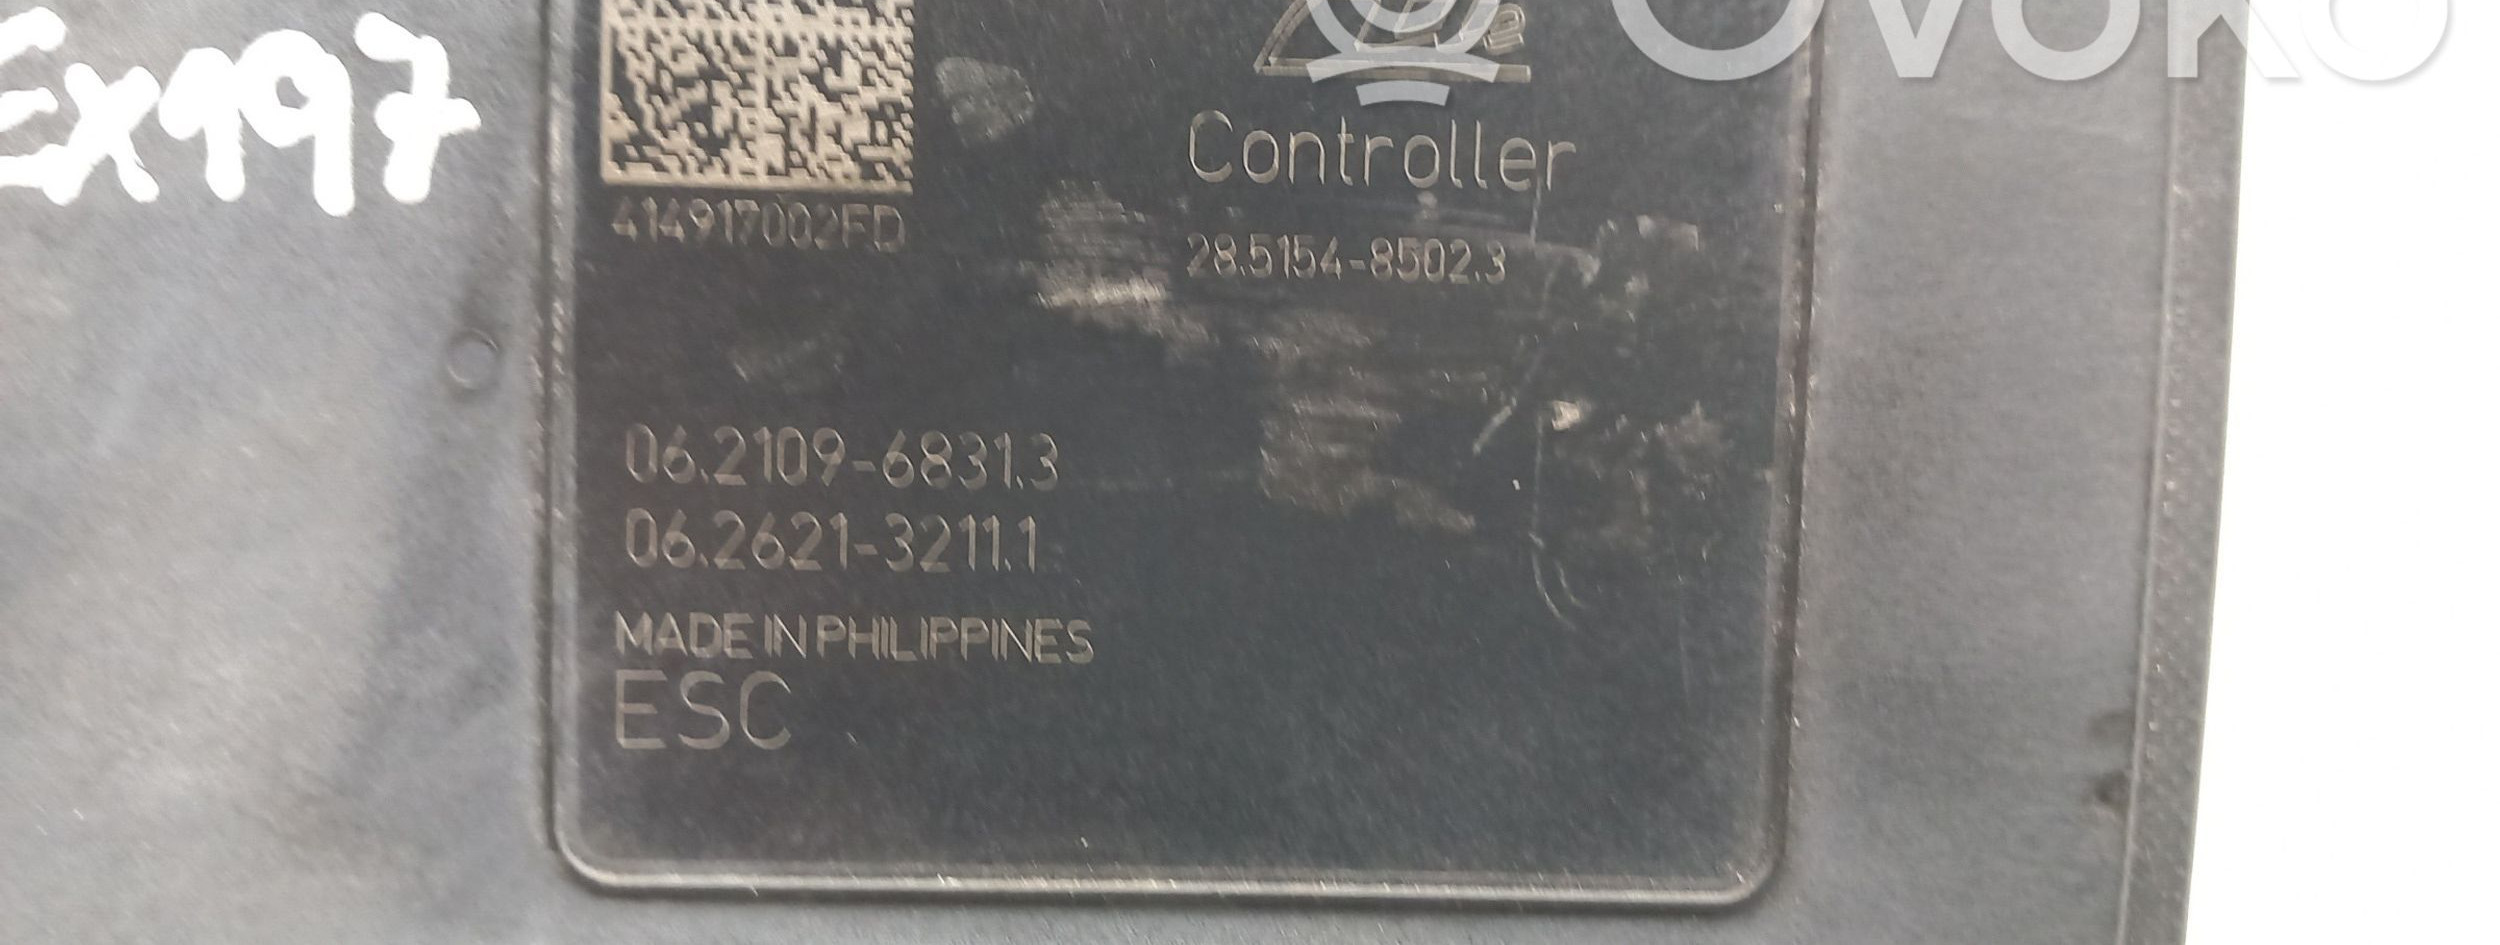 OVOKO
Ex197
Controller
414917002FD
28.5154-8502.3
06.2109-6831.3
06.2621-3211.1
MADE IN PHILIPPINES
ESC